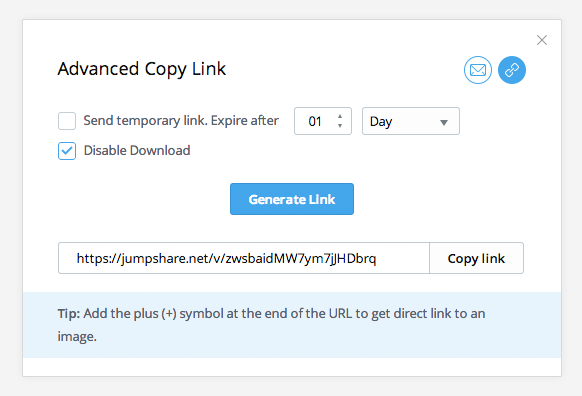 Advanced Copy Link
Send temporary link. Expire after 01 Day
Disable Download
Generate Link
https://jumpshare.net/v/zwsbaidMW7ym7jJHDbrq Copy link
Tip: Add the plus (+) symbol at the end of the URL to get direct link to an
image.